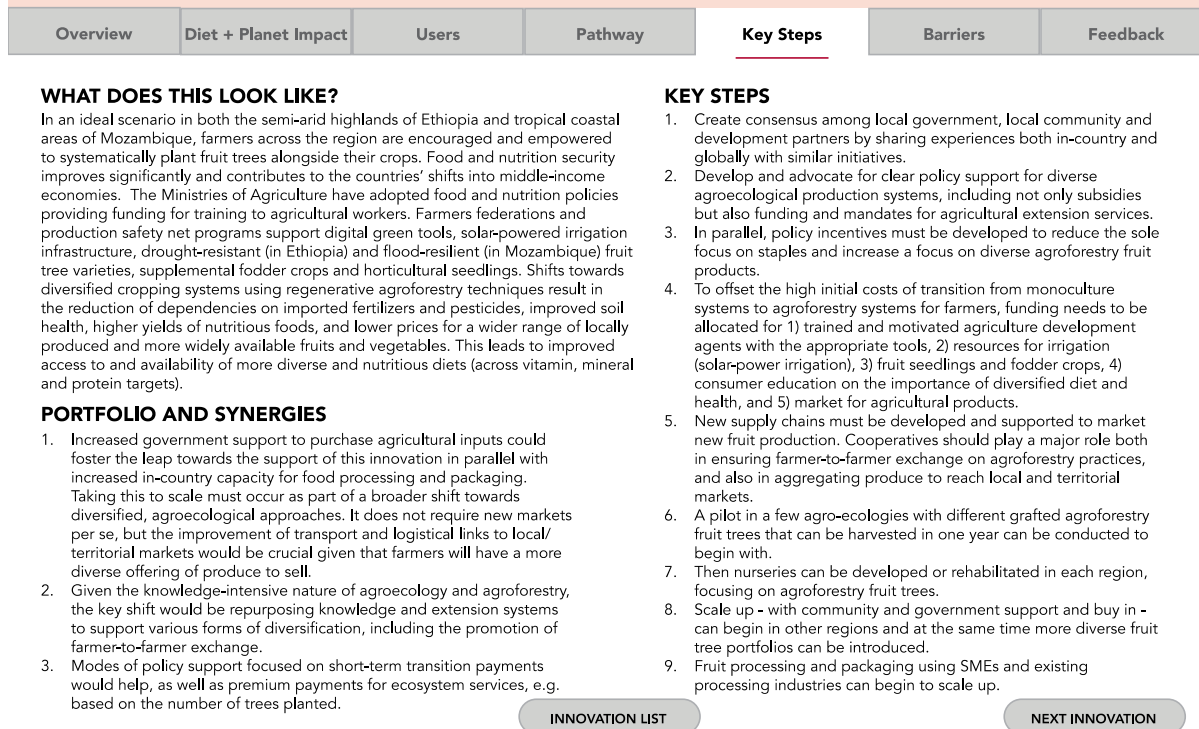 Overview
Diet + Planet Impact
Users
Pathway
Key Steps
Barriers
Feedback
WHAT DOES THIS LOOK LIKE?
In an ideal scenario in both the semi-arid highlands of Ethiopia and tropical coastal
areas of Mozambique, farmers across the region are encouraged and empowered
to systematically plant fruit trees alongside their crops. Food and nutrition security
improves significantly and contributes to the countries' shifts into middle-income
economies. The Ministries of Agriculture have adopted food and nutrition policies
providing funding for training to agricultural workers. Farmers federations and
production safety net programs support digital green tools, solar-powered irrigation
infrastructure, drought-resistant (in Ethiopia) and flood-resilient (in Mozambique) fruit
tree varieties, supplemental fodder crops and horticultural seedlings. Shifts towards
diversified cropping systems using regenerative agroforestry techniques result in
the reduction of dependencies on imported fertilizers and pesticides, improved soil
health, higher yields of nutritious foods, and lower prices for a wider range of locally
produced and more widely available fruits and vegetables. This leads to improved
access to and availability of more diverse and nutritious diets (across vitamin, mineral
and protein targets).
PORTFOLIO AND SYNERGIES
1. Increased government support to purchase agricultural inputs could
foster the leap towards the support of this innovation in parallel with
increased in-country capacity for food processing and packaging.
Taking this to scale must occur as part of a broader shift towards
diversified, agroecological approaches. It does not require new markets
per se, but the improvement of transport and logistical links to local/
territorial markets would be crucial given that farmers will have a more
diverse offering of produce to sell.
2. Given the knowledge-intensive nature of agroecology and agroforestry,
the key shift would be repurposing knowledge and extension systems
to support various forms of diversification, including the promotion of
farmer-to-farmer exchange.
3. Modes of policy support focused on short-term transition payments
would help, as well as premium payments for ecosystem services, e.g.
based on the number of trees planted.
KEY STEPS
1. Create consensus among local government, local community and
development partners by sharing experiences both in-country and
globally with similar initiatives.
2. Develop and advocate for clear policy support for diverse
agroecological production systems, including not only subsidies
but also funding and mandates for agricultural extension services.
3. In parallel, policy incentives must be developed to reduce the sole
focus on staples and increase a focus on diverse agroforestry fruit
products.
4. To offset the high initial costs of transition from monoculture
systems to agroforestry systems for farmers, funding needs to be
allocated for 1) trained and motivated agriculture development
agents with the appropriate tools, 2) resources for irrigation
(solar-power irrigation), 3) fruit seedlings and fodder crops, 4)
consumer education on the importance of diversified diet and
health, and 5) market for agricultural products.
5. New supply chains must be developed and supported to market
new fruit production. Cooperatives should play a major role both
in ensuring farmer-to-farmer exchange on agroforestry practices,
and also in aggregating produce to reach local and territorial
markets.
6. A pilot in a few agro-ecologies with different grafted agroforestry
fruit trees that can be harvested in one year can be conducted to
begin with.
7. Then nurseries can be developed or rehabilitated in each region,
focusing on agroforestry fruit trees.
8. Scale up - with community and government support and buy in -
can begin in other regions and at the same time more diverse fruit
tree portfolios can be introduced.
9. Fruit processing and packaging using SMEs and existing
processing industries can begin to scale up.
INNOVATION LIST
NEXT INNOVATION